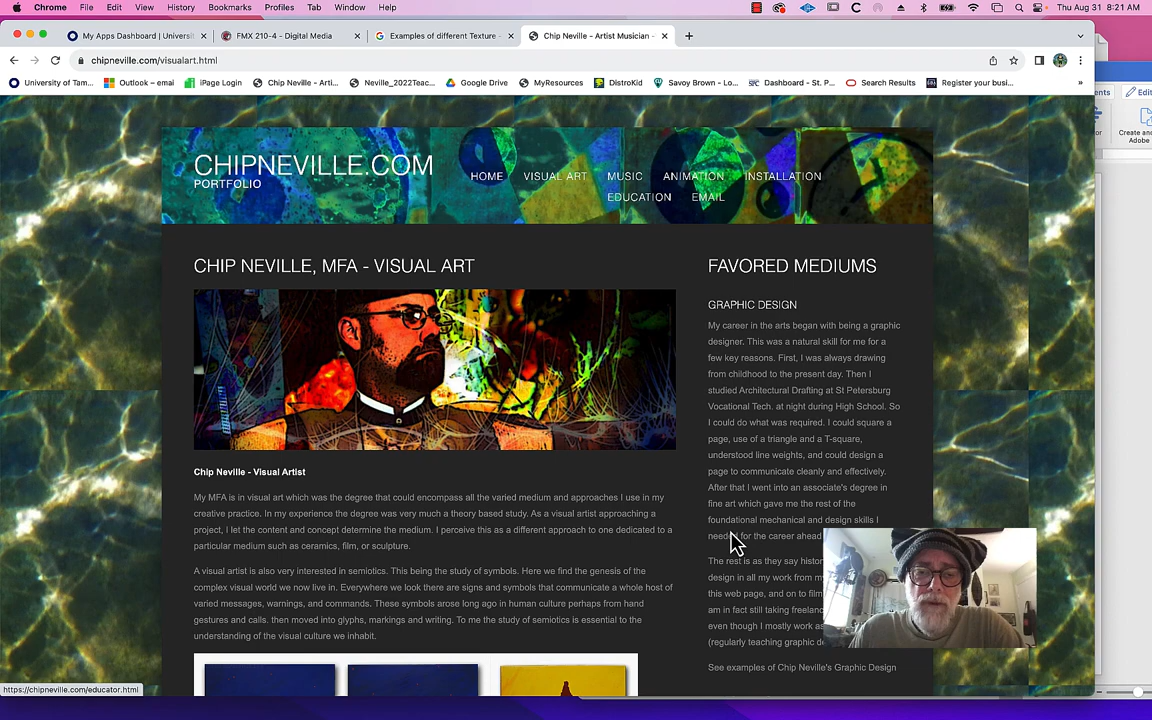 Chrome File Edit View History Bookmarks Profiles Tab Window Help Thu Aug 31 8:21 AM
My Apps Dashboard | Universit
FMX 210-4 - Digital Media
Examples of different Texture -
Chip Neville - Artist Musician -
chipneville.com/visualart.html
University of Tam...
Outlook – emai
iPage Login
Chip Neville - Arti...
Neville_2022Teac...
Google Drive
MyResources
DistroKid
Savoy Brown - Lo...
Dashboard - St. P...
Search Results
Register your busi...
»
ents
Edit
Create an
Adobe
CHIPNEVILLE.COM
PORTFOLIO
HOME VISUAL ART MUSIC ANIMATION INSTALLATION
EDUCATION EMAIL
CHIP NEVILLE, MFA - VISUAL ART
Chip Neville - Visual Artist
My MFA is in visual art which was the degree that could encompass all the varied medium and approaches I use in my
creative practice. In my experience the degree was very much a theory based study. As a visual artist approaching a
project, I let the content and concept determine the medium. I perceive this as a different approach to one dedicated to a
particular medium such as ceramics, film, or sculpture.
A visual artist is also very interested in semiotics. This being the study of symbols. Here we find the genesis of the
complex visual world we now live in. Everywhere we look there are signs and symbols that communicate a whole host of
varied messages, warnings, and commands. These symbols arose long ago in human culture perhaps from hand
gestures and calls. then moved into glyphs, markings and writing. To me the study of semiotics is essential to the
understanding of the visual culture we inhabit.
FAVORED MEDIUMS
GRAPHIC DESIGN
My career in the arts began with being a graphic
designer. This was a natural skill for me for a
few key reasons. First, I was always drawing
from childhood to the present day. Then I
studied Architectural Drafting at St Petersburg
Vocational Tech. at night during High School. So
I could do what was required. I could square a
page, use of a triangle and a T-square,
understood line weights, and could design a
page to communicate cleanly and effectively.
After that I went into an associate's degree in
fine art which gave me the rest of the
foundational mechanical and design skills I
needed for the career ahead
The rest is as they say histor
design in all my work from my
this web page, and on to film
am in fact still taking freelanc
even though I mostly work as
(regularly teaching graphic de
See examples of Chip Neville's Graphic Design
https://chipneville.com/educator.html